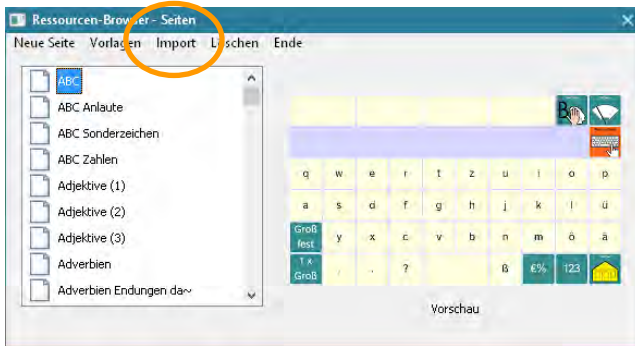 Ressourcen-Browser - Seiten
Neue Seite Vorlagen Import Löschen Ende
ABC
ABC Anlaute
ABC Sonderzeichen
ABC Zahlen
Adjektive (1)
Adjektive (2)
Adjektive (3)
Adverbien
Adverbien Endungen da~
B
q w e r t z u i o p
a s d f g h j k l ü
Groß fest y x c v b n m ö ä
1 x Groß , . ? ß €% 123
Vorschau